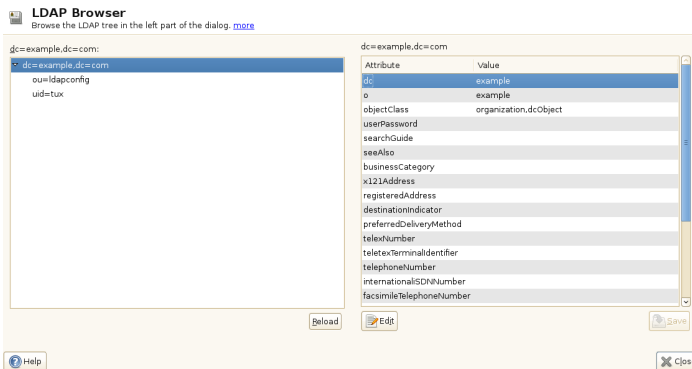 LDAP Browser
Browse the LDAP tree in the left part of the dialog. more
dc=example,dc=com:
dc=example,dc=com
ou=ldapconfig
uid=tux
Reload
dc=example,dc=com
Attribute Value
dc example
o example
objectClass organization,dcObject
userPassword
searchGuide
seeAlso
businessCategory
x121Address
registeredAddress
destinationIndicator
preferredDeliveryMethod
telexNumber
teletexTerminalIdentifier
telephoneNumber
internationaliSDNNumber
facsimileTelephoneNumber
Edit Save
Help Clos